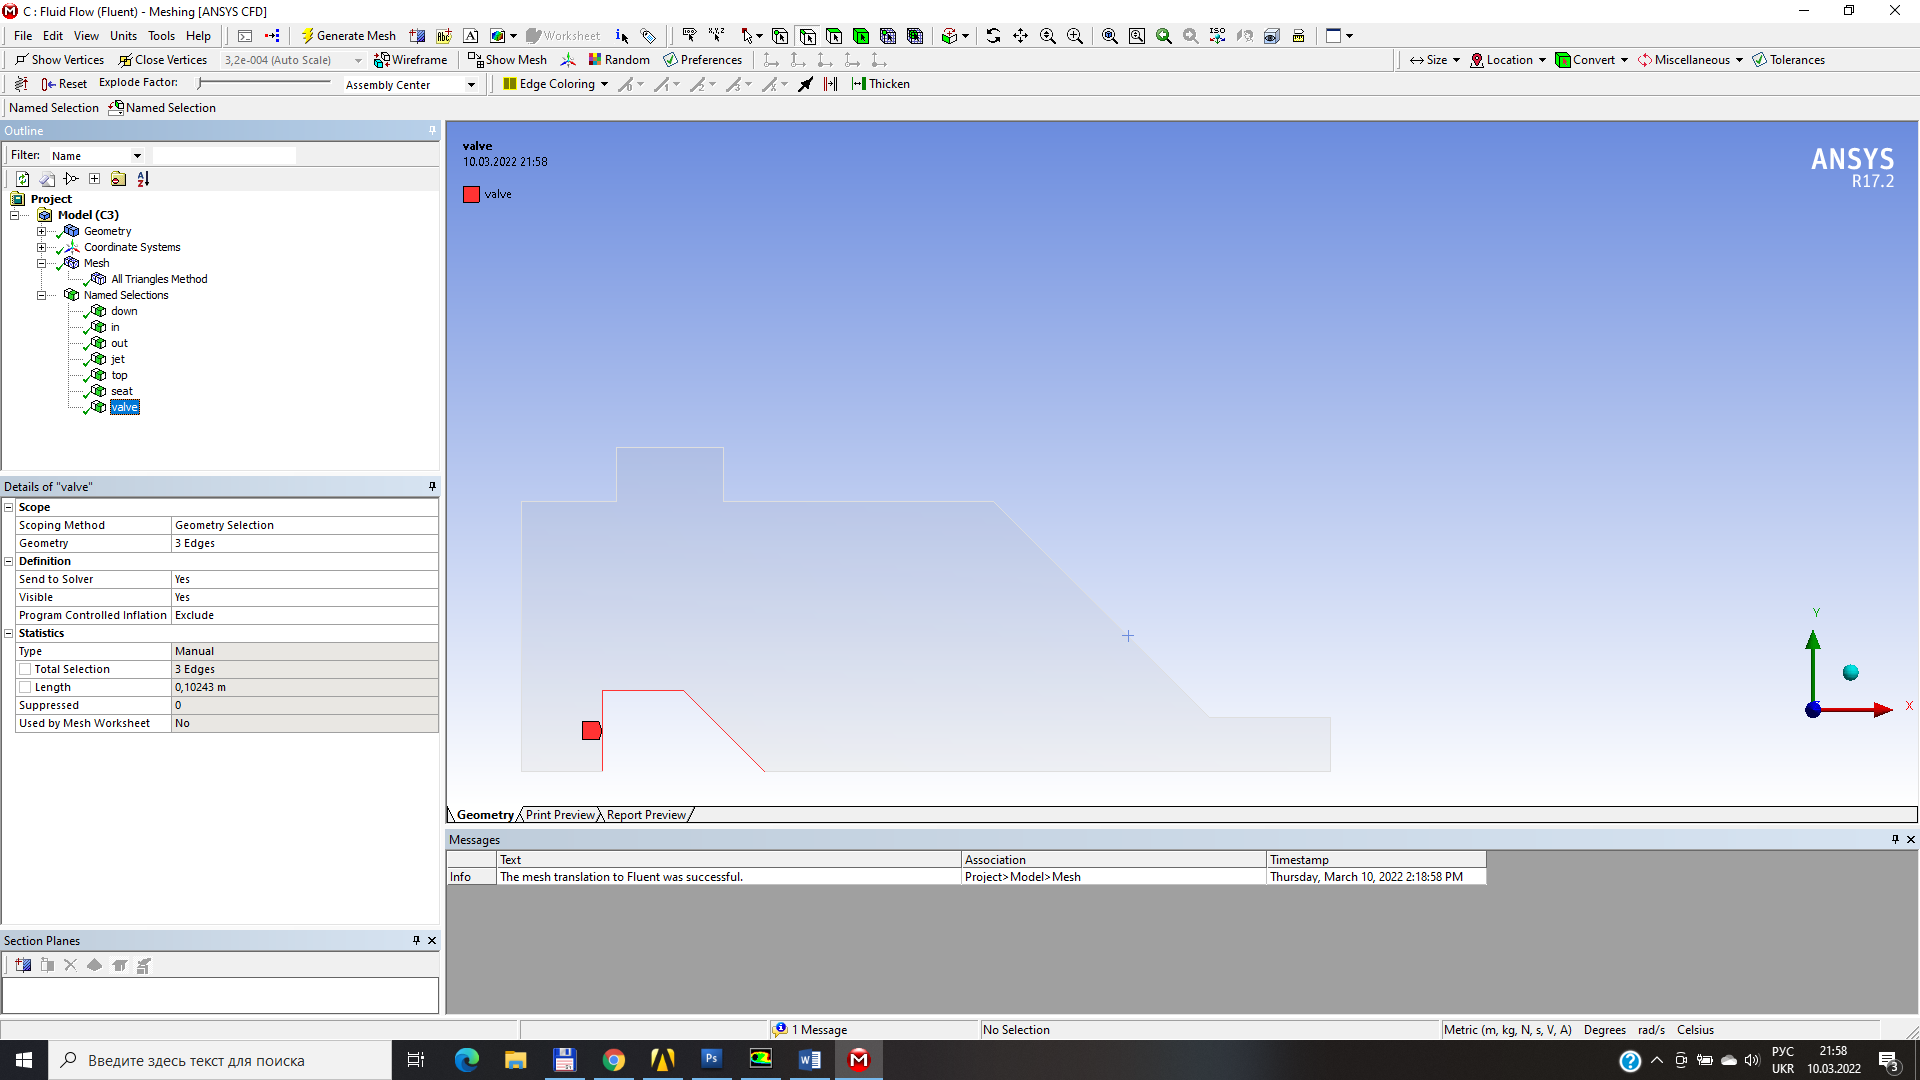 C : Fluid Flow (Fluent) - Meshing [ANSYS CFD]
File Edit View Units Tools Help Generate Mesh Worksheet
Show Vertices Close Vertices 3,2e-004 (Auto Scale) Wireframe Show Mesh Random Preferences Size Location Convert Miscellaneous Tolerances
Reset Explode Factor: Assembly Center Edge Coloring Thicken
Named Selection Named Selection
Outline
Filter: Name
Project
Model (C3)
Geometry
Coordinate Systems
Mesh
All Triangles Method
Named Selections
down
in
out
jet
top
seat
valve
Details of "valve"
Scope
Scoping Method Geometry Selection
Geometry 3 Edges
Definition
Send to Solver Yes
Visible Yes
Program Controlled Inflation Exclude
Statistics
Type Manual
Total Selection 3 Edges
Length 0,10243 m
Suppressed 0
Used by Mesh Worksheet No
Section Planes
valve
10.03.2022 21:58
valve
ANSYS
R17.2
Y
X
Geometry Print Preview Report Preview
Messages
Text Association Timestamp
Info The mesh translation to Fluent was successful. Project>Model>Mesh Thursday, March 10, 2022 2:18:58 PM
1 Message No Selection Metric (m, kg, N, s, V, A) Degrees rad/s Celsius
Введите здесь текст для поиска
Ps
РУС
UKR
21:58
10.03.2022
3